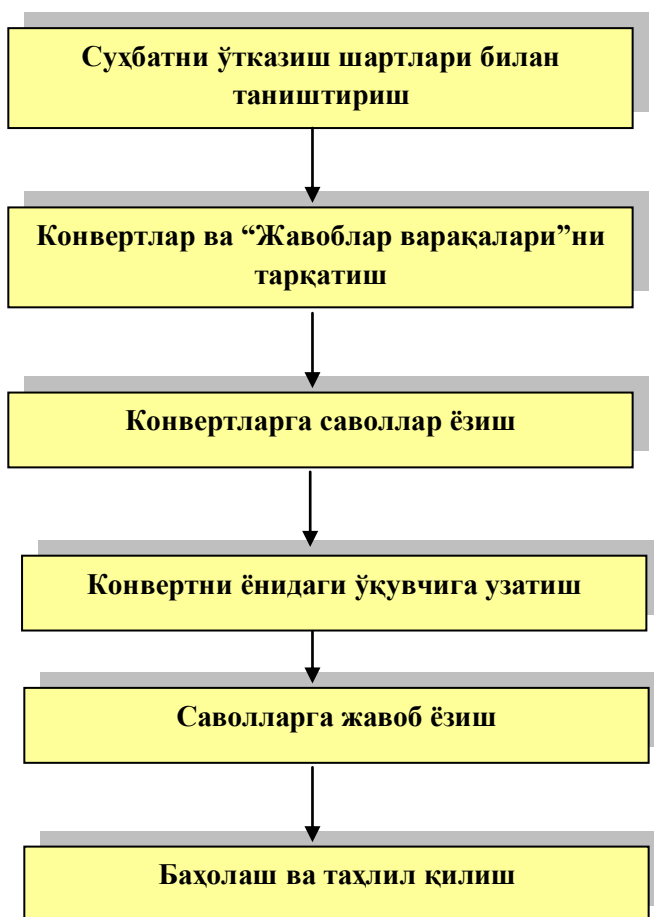 Суҳбатни ўтказиш шартлари билан
таништириш
Конвертлар ва “Жавоблар варақалари”ни
тарқатиш
Конвертларга саволлар ёзиш
Конвертни ёнидаги ўқувчига узатиш
Саволларга жавоб ёзиш
Баҳолаш ва таҳлил қилиш